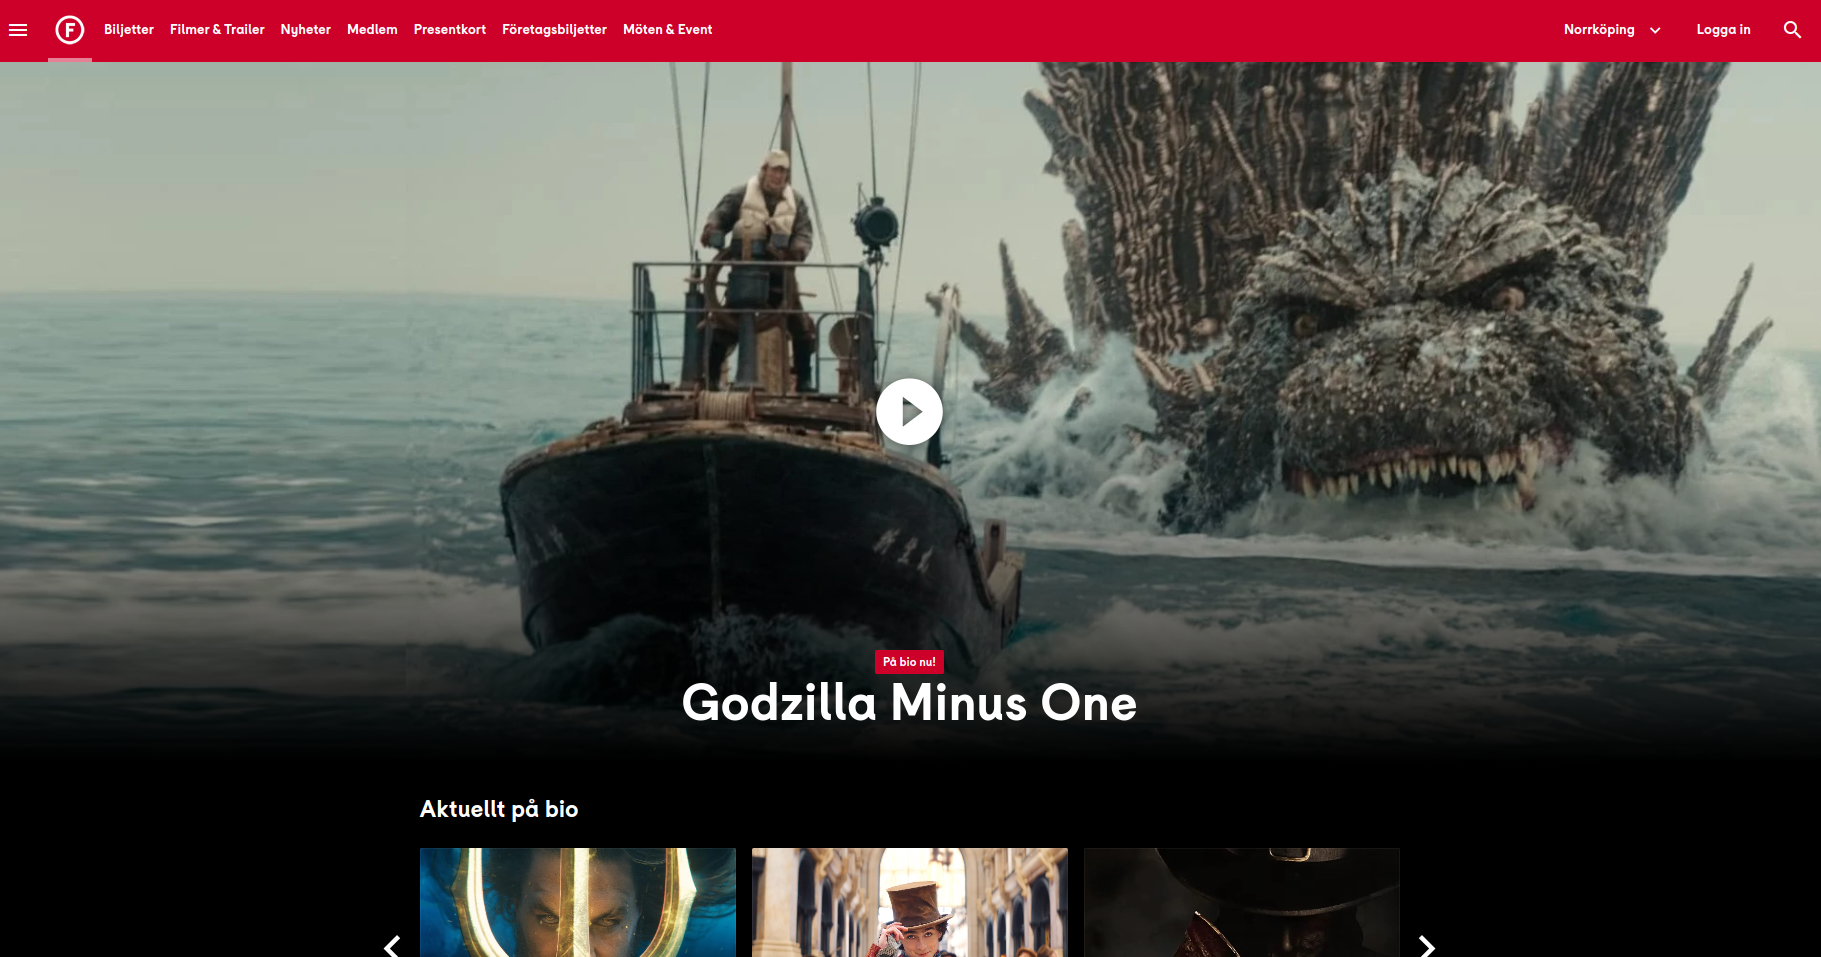 F
Biljetter
Filmer & Trailer
Nyheter
Medlem
Presentkort
Företagsbiljetter
Möten & Event
Norrköping
Logga in
På bio nu!
Godzilla Minus One
Aktuellt på bio